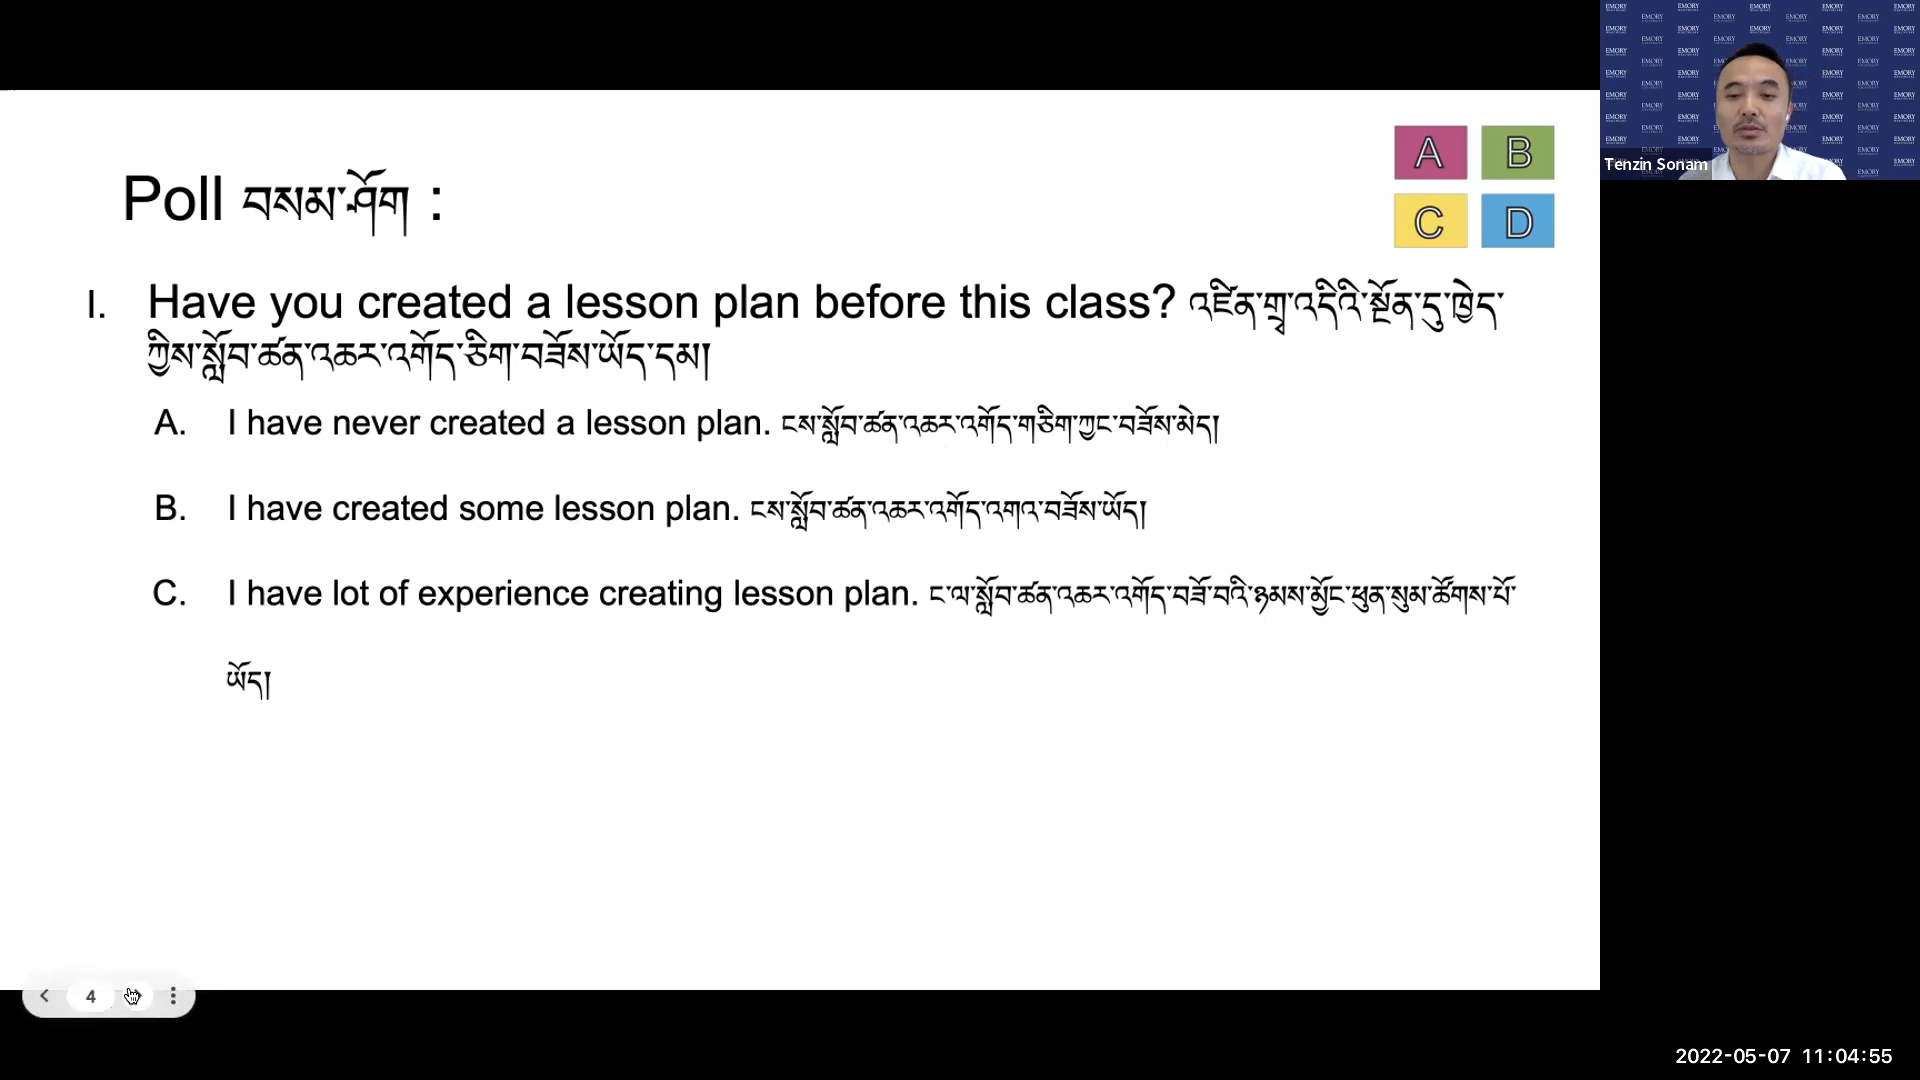 Poll བསམ་ཤོག :
I. Have you created a lesson plan before this class? འཛིན་གྲྭ་འདིའི་སྔོན་དུ་ཁྱེད་
ཀྱིས་སློབ་ཚན་འཆར་འགོད་ཅིག་བཟོས་ཡོད་དམ།
A. I have never created a lesson plan. ངས་སློབ་ཚན་འཆར་འགོད་གཅིག་ཀྱང་བཟོས་མེད།
B. I have created some lesson plan. ངས་སློབ་ཚན་འཆར་འགོད་འགའ་བཟོས་ཡོད།
C. I have lot of experience creating lesson plan. ང་ལ་སློབ་ཚན་འཆར་འགོད་བཟོ་བའི་ཉམས་མྱོང་ཕུན་སུམ་ཚོགས་པོ་
ཡོད།
A B
C D
EMORY
Tenzin Sonam
4
2022-05-07 11:04:55